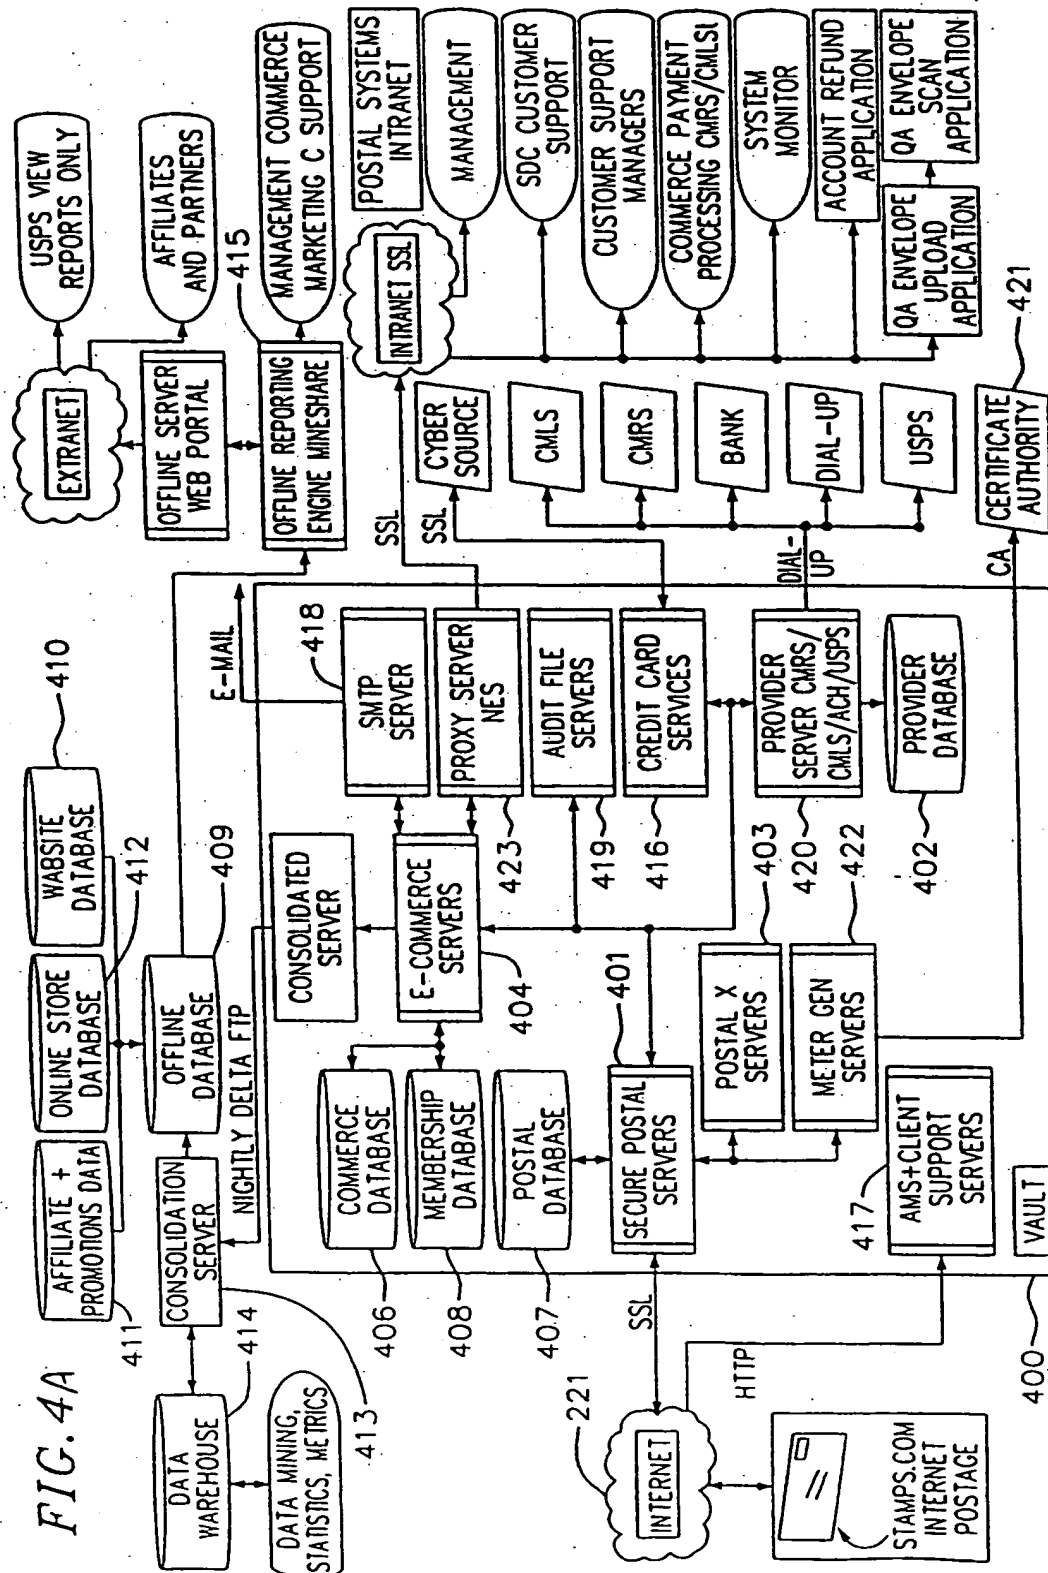 FIG. 4A
AFFILIATE +
PROMOTIONS DATA
411
ONLINE STORE
DATABASE
412
WABSITE
DATABASE
410
DATA
WAREHOUSE
414
CONSOLIDATION
SERVER
413
OFFLINE
DATABASE
409
DATA MINING,
STATISTICS, METRICS
NIGHTLY DELTA FTP
E-MAIL
OFFLINE REPORTING
ENGINE MINESHARE
415
OFFLINE SERVER
WEB PORTAL
EXTRANET
USPS VIEW
REPORTS ONLY
AFFILIATES
AND PARTNERS
MANAGEMENT COMMERCE
MARKETING C SUPPORT
CONSOLIDATED
SERVER
COMMERCE
DATABASE
406
MEMBERSHIP
DATABASE
408
POSTAL
DATABASE
407
E-COMMERCE
SERVERS
404
SMTP
SERVER
418
PROXY SERVER
NES
423
AUDIT FILE
SERVERS
419
CREDIT CARD
SERVICES
416
SSL
SSL
INTRANET SSL
POSTAL SYSTEMS
INTRANET
MANAGEMENT
SDC CUSTOMER
SUPPORT
CUSTOMER SUPPORT
MANAGERS
COMMERCE PAYMENT
PROCESSING CMRS/CMLSI
SYSTEM
MONITOR
ACCOUNT REFUND
APPLICATION
QA ENVELOPE
UPLOAD
APPLICATION
QA ENVELOPE
SCAN
APPLICATION
CYBER
SOURCE
CMLS
CMRS
BANK
DIAL-UP
USPS
DIAL-
UP
PROVIDER
SERVER CMRS/
CMLS/ACH/USPS
420
PROVIDER
DATABASE
402
SECURE POSTAL
SERVERS
401
POSTAL X
SERVERS
403
METER GEN
SERVERS
422
CA
CERTIFICATE
AUTHORITY
421
AMS+CLIENT
SUPPORT
SERVERS
417
VAULT
400
INTERNET
221
SSL
HTTP
STAMPS.COM
INTERNET
POSTAGE